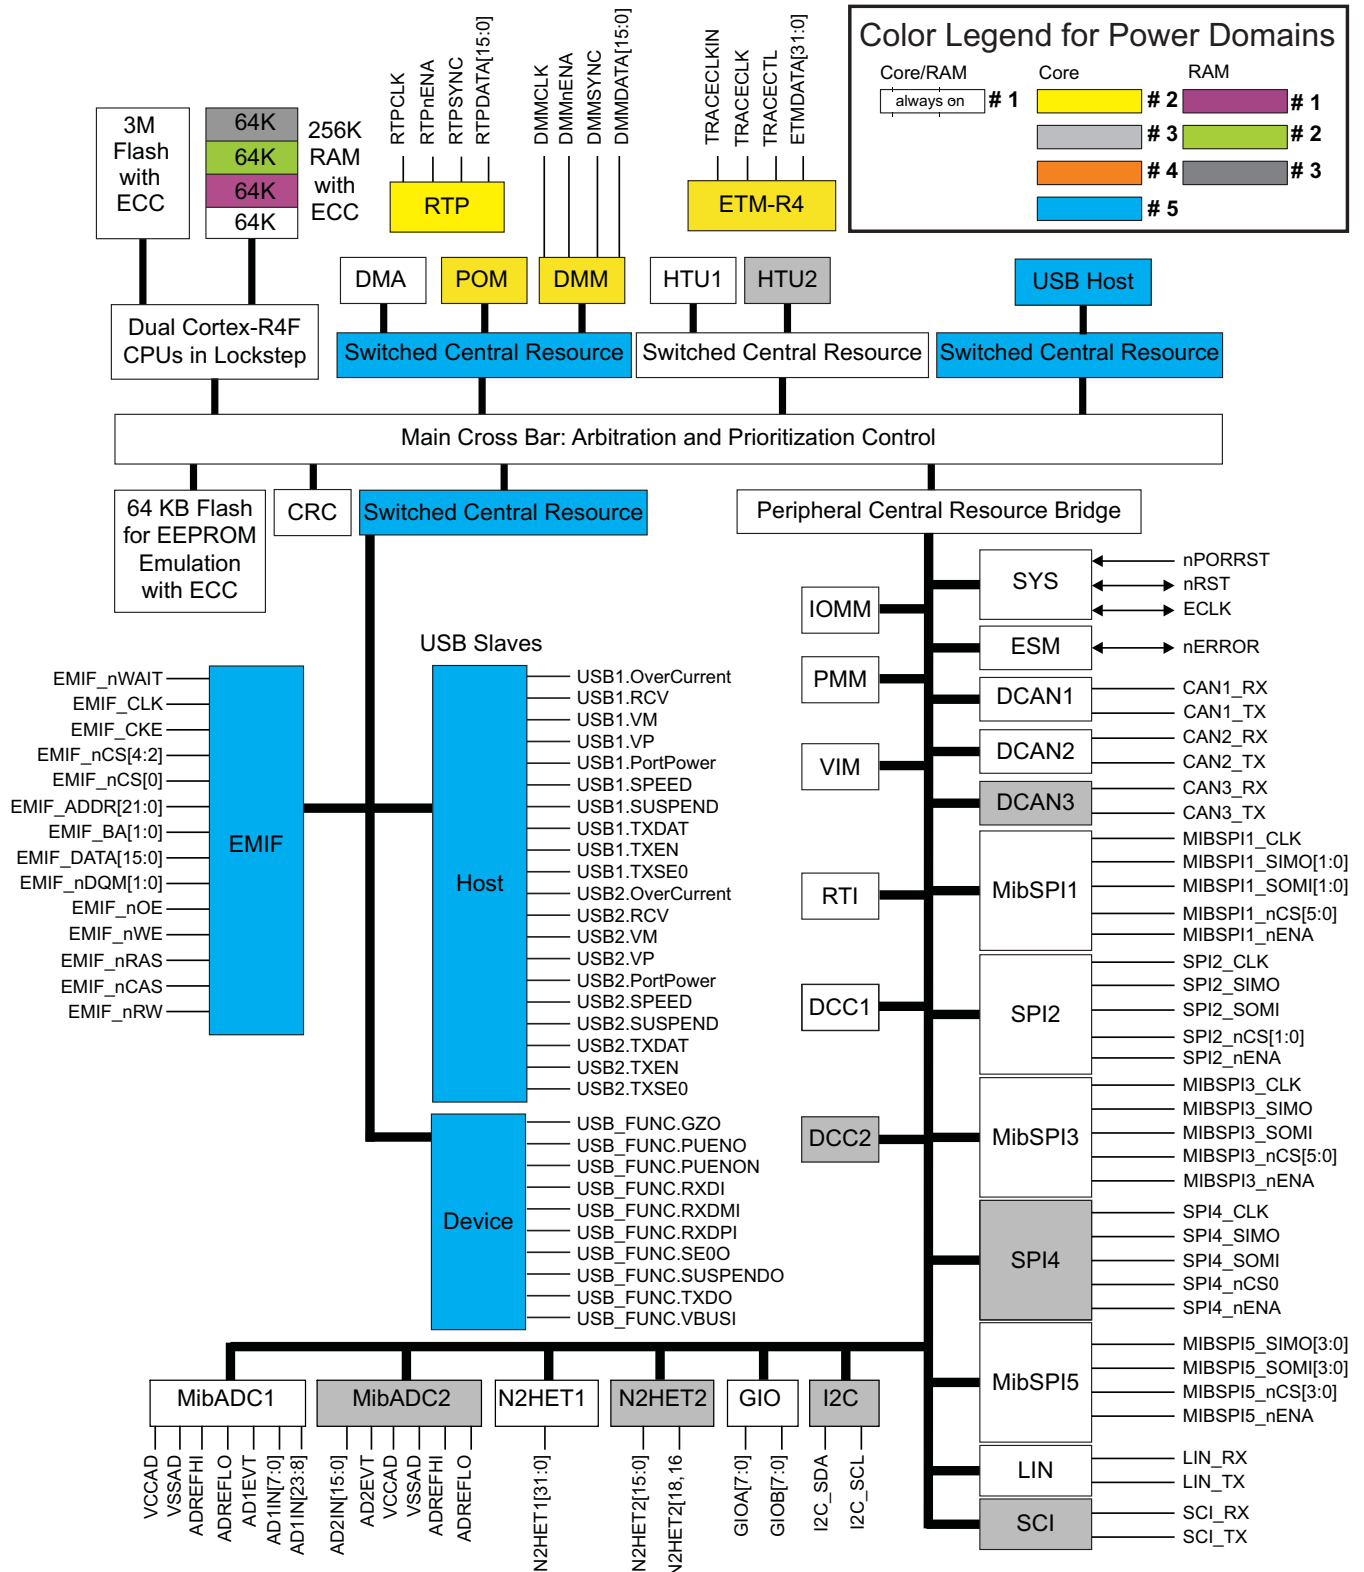 Color Legend for Power Domains
Core/RAM
Core
RAM
always on
# 1
# 2
# 1
# 3
# 2
# 4
# 3
# 5
3M
Flash
with
ECC
64K
64K
64K
64K
256K
RAM
with
ECC
RTPCLK
RTPnENA
RTPSYNC
RTPDATA[15:0]
DMMCLK
DMMnENA
DMMSYNC
DMMDATA[15:0]
TRACECLKIN
TRACECLK
TRACECTL
ETMDATA[31:0]
RTP
ETM-R4
DMA
POM
DMM
HTU1
HTU2
USB Host
Dual Cortex-R4F
CPUs in Lockstep
Switched Central Resource
Switched Central Resource
Switched Central Resource
Main Cross Bar: Arbitration and Prioritization Control
64 KB Flash
for EEPROM
Emulation
with ECC
CRC
Switched Central Resource
Peripheral Central Resource Bridge
USB Slaves
EMIF_nWAIT
EMIF_CLK
EMIF_CKE
EMIF_nCS[4:2]
EMIF_nCS[0]
EMIF_ADDR[21:0]
EMIF_BA[1:0]
EMIF_DATA[15:0]
EMIF_nDQM[1:0]
EMIF_nOE
EMIF_nWE
EMIF_nRAS
EMIF_nCAS
EMIF_nRW
EMIF
Host
USB1.OverCurrent
USB1.RCV
USB1.VM
USB1.VP
USB1.PortPower
USB1.SPEED
USB1.SUSPEND
USB1.TXDAT
USB1.TXEN
USB1.TXSE0
USB2.OverCurrent
USB2.RCV
USB2.VM
USB2.VP
USB2.PortPower
USB2.SPEED
USB2.SUSPEND
USB2.TXDAT
USB2.TXEN
USB2.TXSE0
Device
USB_FUNC.GZO
USB_FUNC.PUENO
USB_FUNC.PUENON
USB_FUNC.RXDI
USB_FUNC.RXDMI
USB_FUNC.RXDPI
USB_FUNC.SE0O
USB_FUNC.SUSPENDO
USB_FUNC.TXDO
USB_FUNC.VBUSI
IOMM
PMM
VIM
RTI
DCC1
DCC2
SYS
nPORRST
nRST
ECLK
ESM
nERROR
DCAN1
CAN1_RX
CAN1_TX
DCAN2
CAN2_RX
CAN2_TX
DCAN3
CAN3_RX
CAN3_TX
MibSPI1
MIBSPI1_CLK
MIBSPI1_SIMO[1:0]
MIBSPI1_SOMI[1:0]
MIBSPI1_nCS[5:0]
MIBSPI1_nENA
SPI2
SPI2_CLK
SPI2_SIMO
SPI2_SOMI
SPI2_nCS[1:0]
SPI2_nENA
MibSPI3
MIBSPI3_CLK
MIBSPI3_SIMO
MIBSPI3_SOMI
MIBSPI3_nCS[5:0]
MIBSPI3_nENA
SPI4
SPI4_CLK
SPI4_SIMO
SPI4_SOMI
SPI4_nCS0
SPI4_nENA
MibSPI5
MIBSPI5_SIMO[3:0]
MIBSPI5_SOMI[3:0]
MIBSPI5_nCS[3:0]
MIBSPI5_nENA
LIN
LIN_RX
LIN_TX
SCI
SCI_RX
SCI_TX
MibADC1
MibADC2
N2HET1
N2HET2
GIO
I2C
VCCAD
VSSAD
ADREFHI
ADREFLO
AD1EVT
AD1IN[7:0]
AD1IN[23:8]
AD2IN[15:0]
AD2EVT
VCCAD
VSSAD
ADREFHI
ADREFLO
N2HET1[31:0]
N2HET2[15:0]
N2HET2[18,16
GIOA[7:0]
GIOB[7:0]
I2C_SDA
I2C_SCL